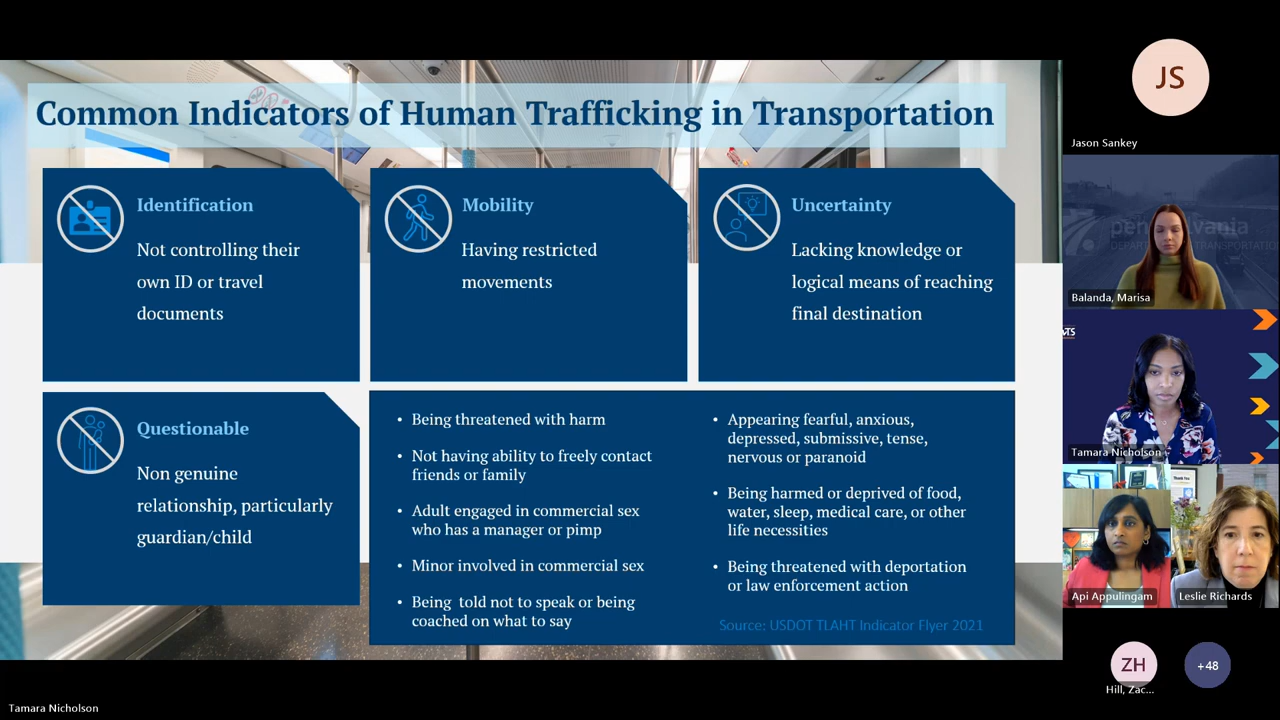 Common Indicators of Human Trafficking in Transportation
Identification
Not controlling their
own ID or travel
documents
Mobility
Having restricted
movements
Uncertainty
Lacking knowledge or
logical means of reaching
final destination
Questionable
Non genuine
relationship, particularly
guardian/child
• Being threatened with harm
• Not having ability to freely contact
friends or family
• Adult engaged in commercial sex
who has a manager or pimp
• Minor involved in commercial sex
• Being told not to speak or being
coached on what to say
• Appearing fearful, anxious,
depressed, submissive, tense,
nervous or paranoid
• Being harmed or deprived of food,
water, sleep, medical care, or other
life necessities
• Being threatened with deportation
or law enforcement action
Source: USDOT TLAHT Indicator Flyer 2021
JS
Jason Sankey
Balanda, Marisa
Tamara Nicholson
Api Appulingam
Leslie Richards
ZH
Hill, Zac...
+48
Tamara Nicholson